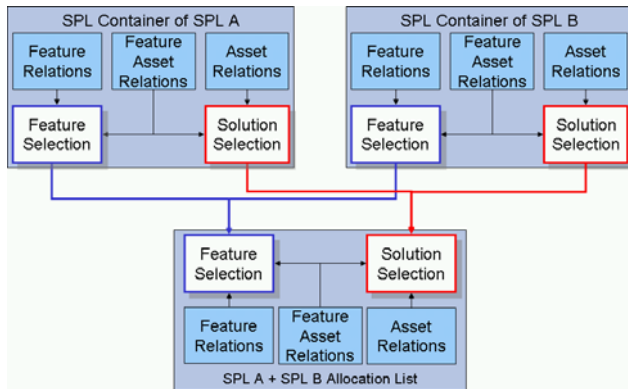 SPL Container of SPL A
Feature
Relations
Feature
Asset
Relations
Asset
Relations
Feature
Selection
Solution
Selection
SPL Container of SPL B
Feature
Relations
Feature
Asset
Relations
Asset
Relations
Feature
Selection
Solution
Selection
Feature
Selection
Solution
Selection
Feature
Relations
Feature
Asset
Relations
Asset
Relations
SPL A + SPL B Allocation List